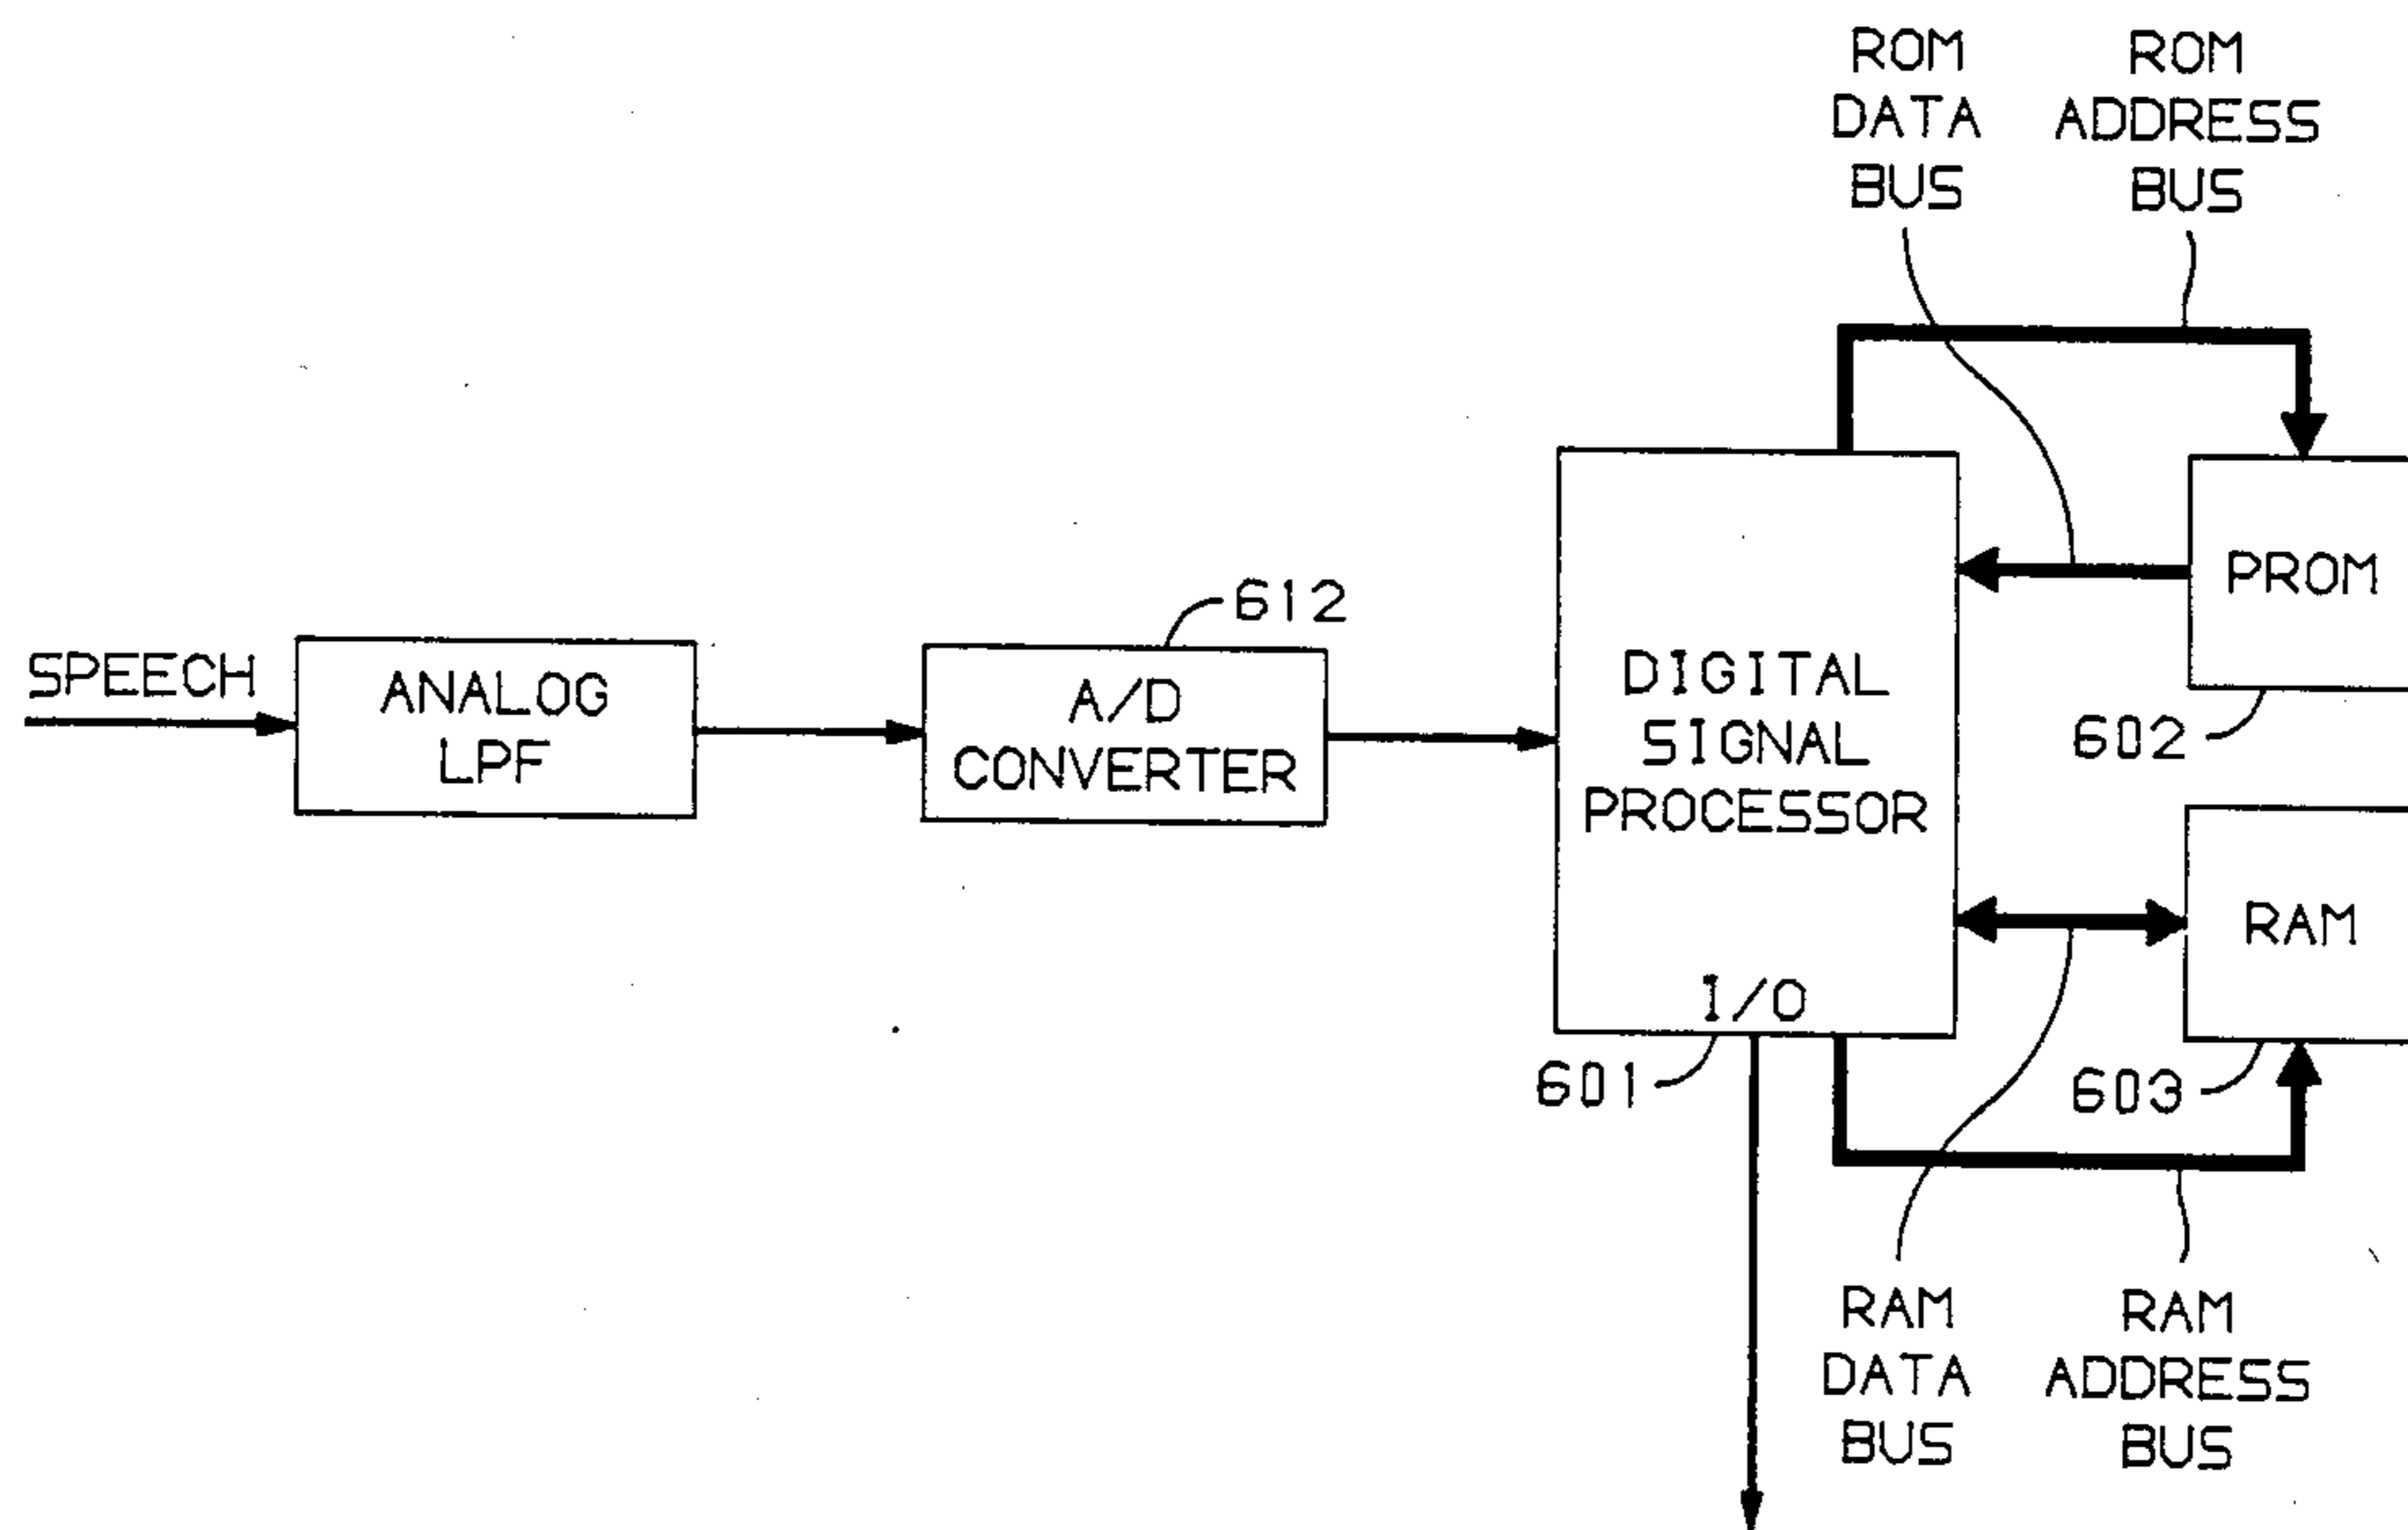 ROM
DATA
BUS
ROM
ADDRESS
BUS
SPEECH
ANALOG
LPF
612
A/D
CONVERTER
DIGITAL
SIGNAL
PROCESSOR
I/O
601
PROM
602
RAM
603
RAM
DATA
BUS
RAM
ADDRESS
BUS